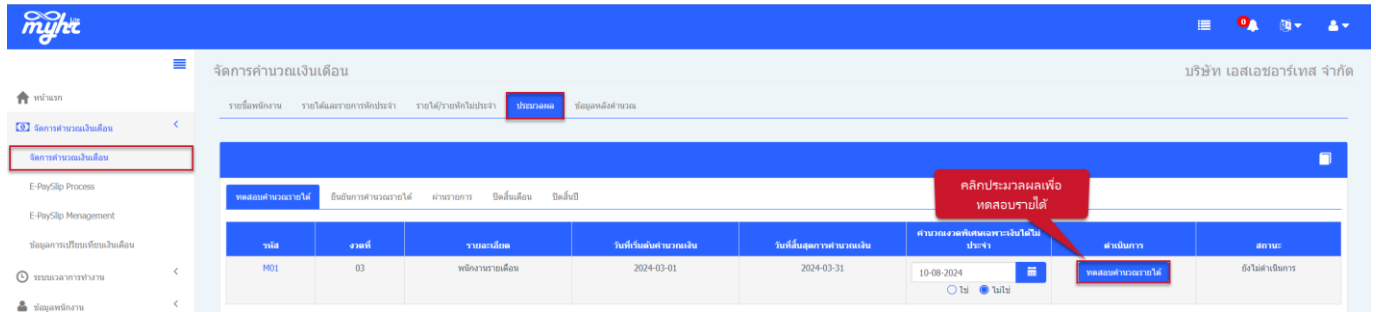 myhr lite
0
จัดการคำนวณเงินเดือน
บริษัท เอสเอชอาร์เทส จำกัด
หน้าแรก
จัดการคำนวณเงินเดือน
จัดการคำนวณเงินเดือน
E-PaySlip Process
E-PaySlip Menagement
ข้อมูลการเปรียบเทียบเงินเดือน
ระบบเวลาการทำงาน
ข้อมูลพนักงาน
รายชื่อพนักงาน รายได้และรายการหักประจำ รายได้/รายหักไม่ประจำ ประมวลผล ข้อมูลหลังคำนวณ
ทดสอบคำนวณรายได้ ยืนยันการคำนวณรายได้ ผ่านรายการ ปิดสิ้นเดือน ปิดสิ้นปี
คลิกประมวลผลเพื่อ
ทดสอบรายได้
รหัส งวดที่ รายละเอียด วันที่เริ่มต้นคำนวณเงิน วันที่สิ้นสุดการคำนวณเงิน คำนวณงวดพิเศษเฉพาะเงินได้ไม่
ประจำ ดำเนินการ สถานะ
M01 03 พนักงานรายเดือน 2024-03-01 2024-03-31 10-08-2024 ทดสอบคำนวณรายได้ ยังไม่ดำเนินการ
ใช่ ไม่ใช่